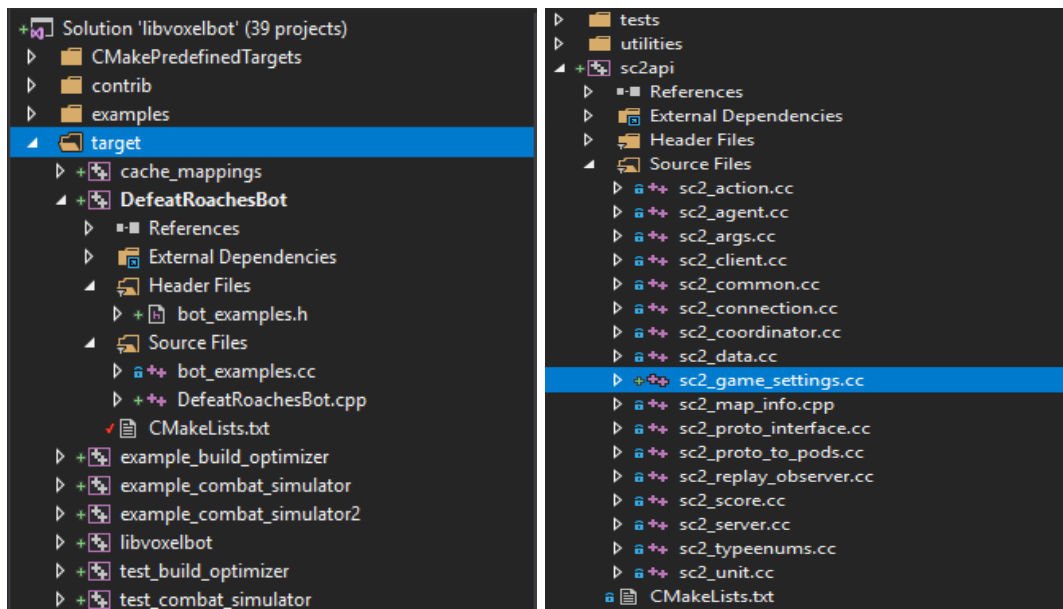 Solution 'libvoxelbot' (39 projects)
CMakePredefinedTargets
contrib
examples
target
cache_mappings
DefeatRoachesBot
References
External Dependencies
Header Files
bot_examples.h
Source Files
bot_examples.cc
DefeatRoachesBot.cpp
CMakeLists.txt
example_build_optimizer
example_combat_simulator
example_combat_simulator2
libvoxelbot
test_build_optimizer
test_combat_simulator
tests
utilities
sc2api
References
External Dependencies
Header Files
Source Files
sc2_action.cc
sc2_agent.cc
sc2_args.cc
sc2_client.cc
sc2_common.cc
sc2_connection.cc
sc2_coordinator.cc
sc2_data.cc
sc2_game_settings.cc
sc2_map_info.cpp
sc2_proto_interface.cc
sc2_proto_to_pods.cc
sc2_replay_observer.cc
sc2_score.cc
sc2_server.cc
sc2_typeenums.cc
sc2_unit.cc
CMakeLists.txt